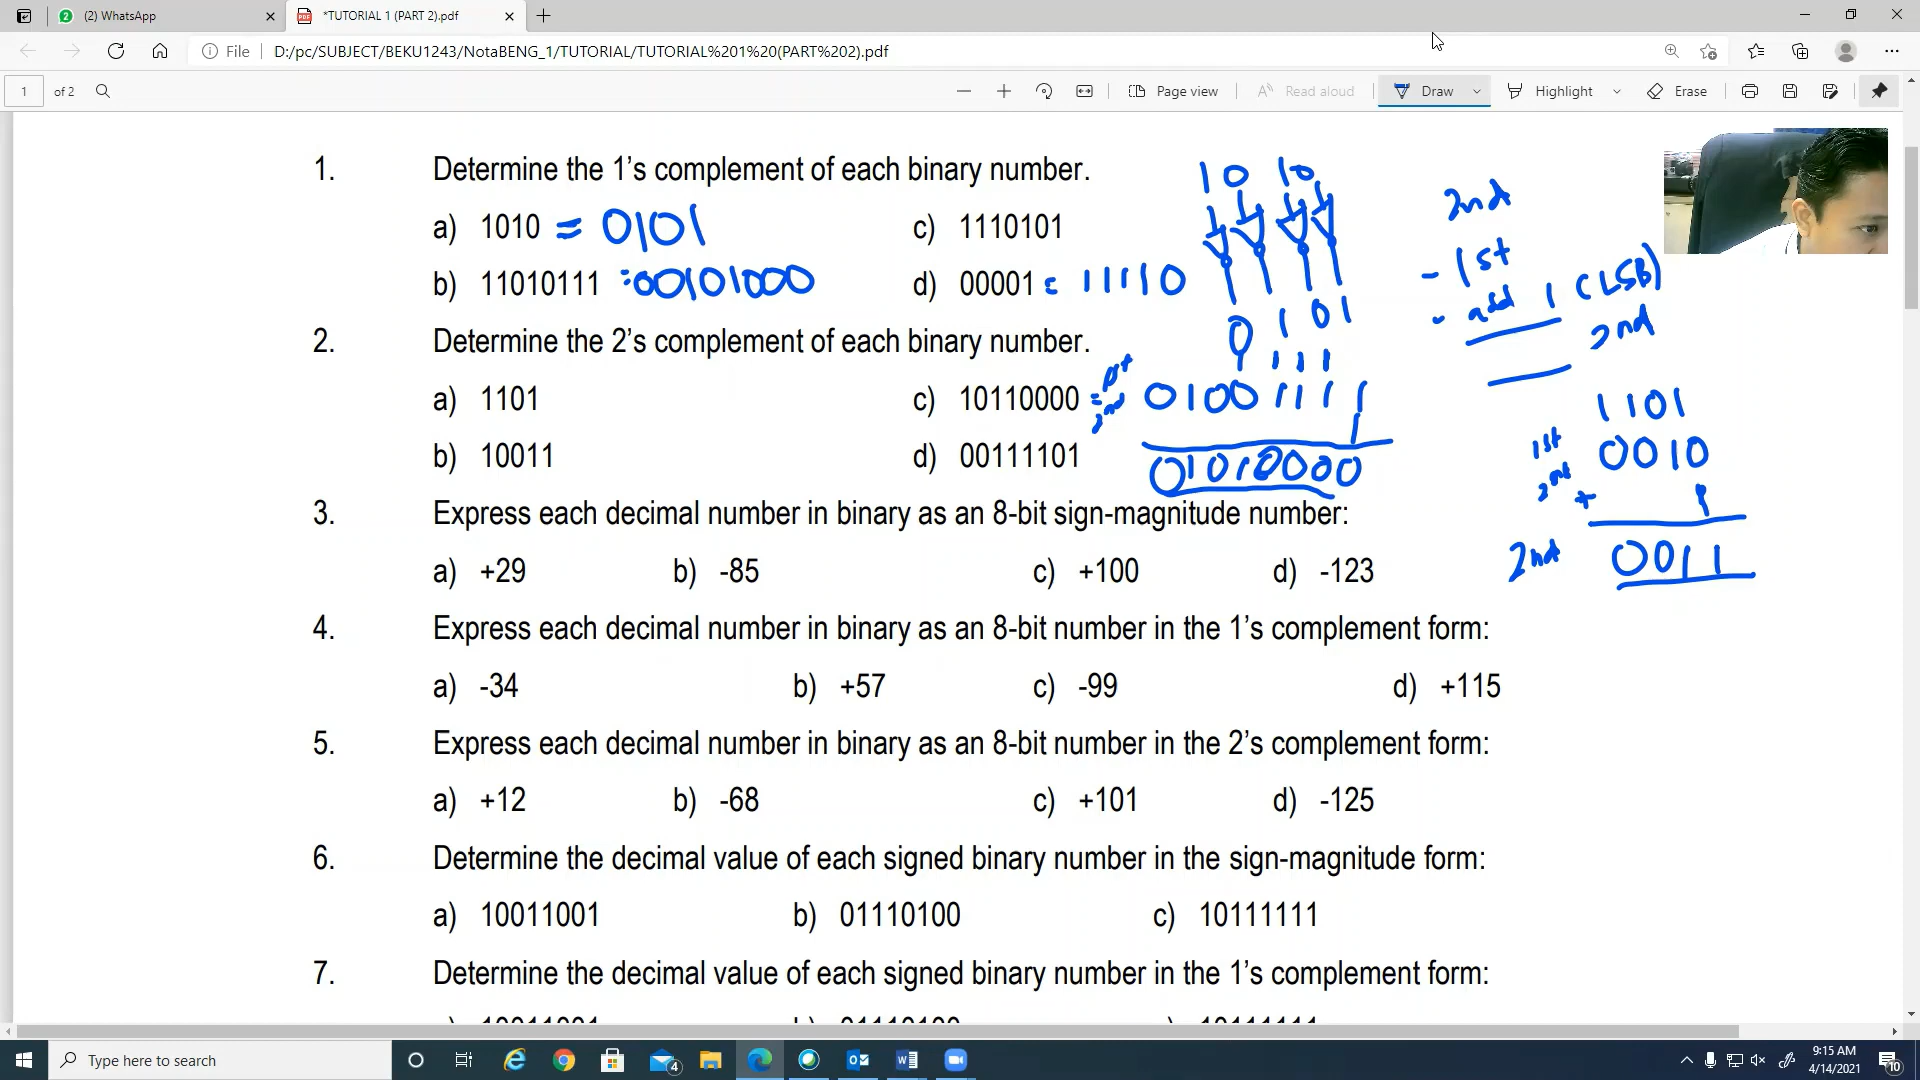 (2) WhatsApp
*TUTORIAL 1 (PART 2).pdf
File
D:/pc/SUBJECT/BEKU1243/NotaBENG_1/TUTORIAL/TUTORIAL%201%20(PART%202).pdf
1 of 2
Page view
Read aloud
Draw
Highlight
Erase
1. Determine the 1's complement of each binary number.
a) 1010 = 0101
c) 1110101
b) 11010111 = 00101000
d) 00001 = 11110
10 10
0 1 01
2nd
- 1st
- add 1 (LSB)
2nd
2. Determine the 2's complement of each binary number.
a) 1101
c) 10110000 =
b) 10011
d) 00111101
1 1 1
01001111
1
01010000
1101
1st 0010
2nd + 1
2nd 0011
3. Express each decimal number in binary as an 8-bit sign-magnitude number:
a) +29 b) -85 c) +100 d) -123
4. Express each decimal number in binary as an 8-bit number in the 1's complement form:
a) -34 b) +57 c) -99 d) +115
5. Express each decimal number in binary as an 8-bit number in the 2's complement form:
a) +12 b) -68 c) +101 d) -125
6. Determine the decimal value of each signed binary number in the sign-magnitude form:
a) 10011001 b) 01110100 c) 10111111
7. Determine the decimal value of each signed binary number in the 1's complement form:
Type here to search
4
9:15 AM
4/14/2021
10